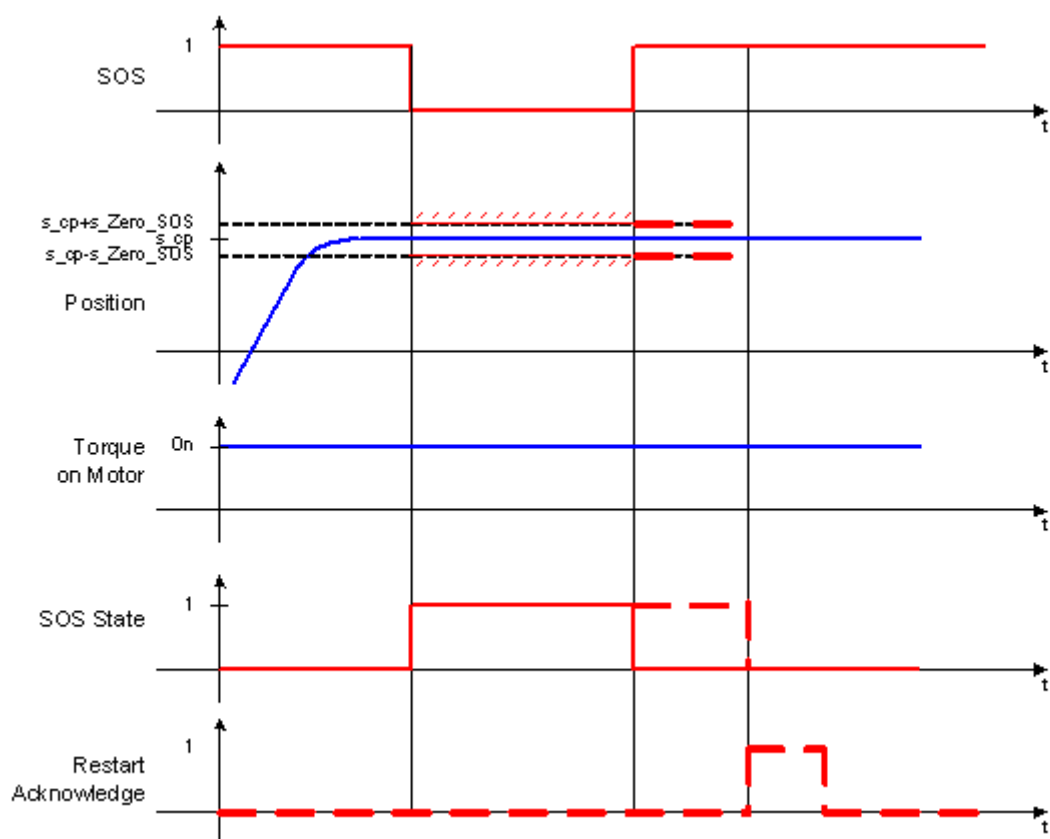 1
SOS
t
s_cp+s_Zero_SOS
s_cp
s_cp-s_Zero_SOS
Position
t
On
Torque
on Motor
t
1
SOS State
t
1
Restart
Acknowledge
t